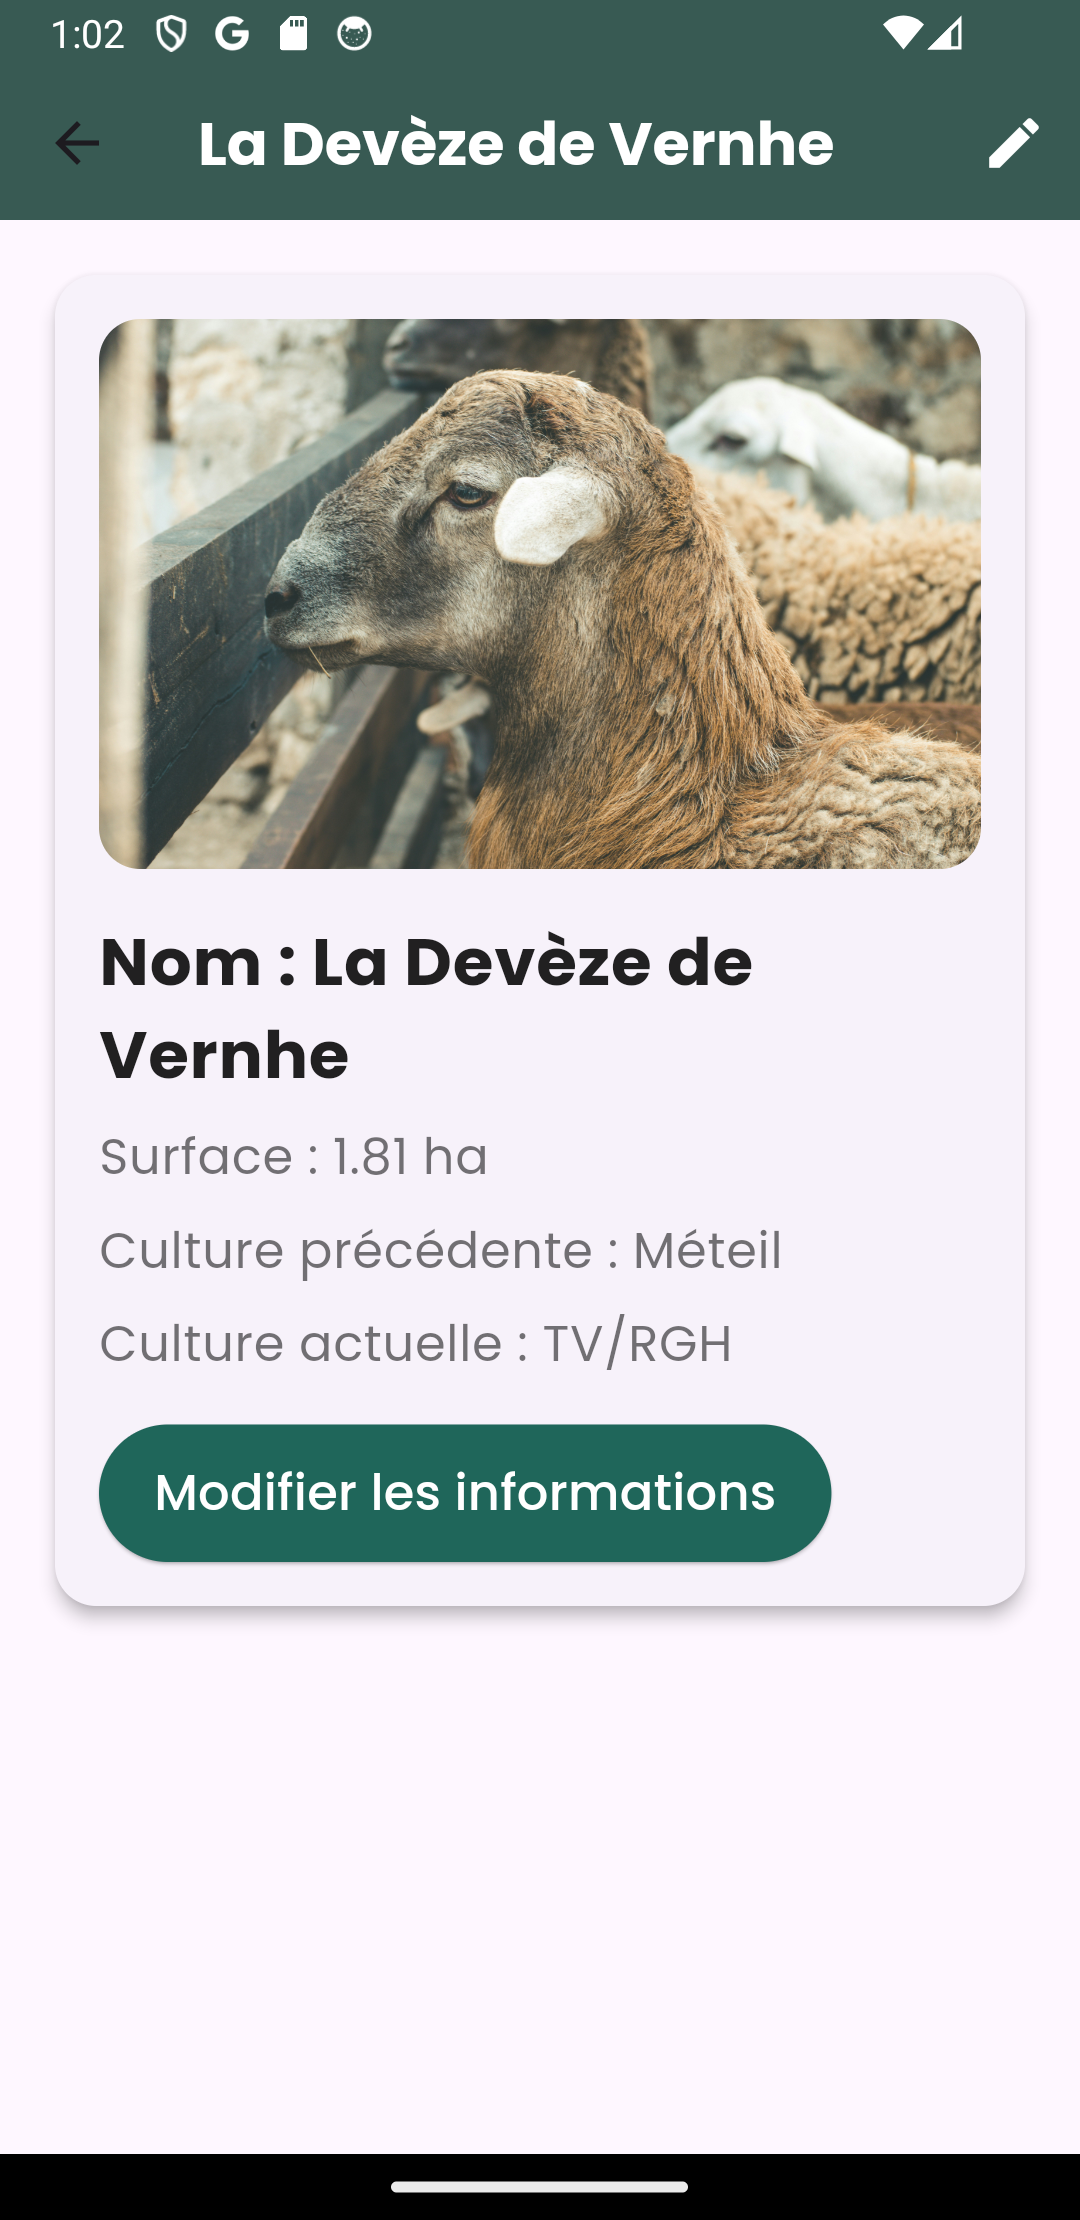 1:02
La Devèze de Vernhe
Nom : La Devèze de
Vernhe
Surface : 1.81 ha
Culture précédente : Méteil
Culture actuelle : TV/RGH
Modifier les informations